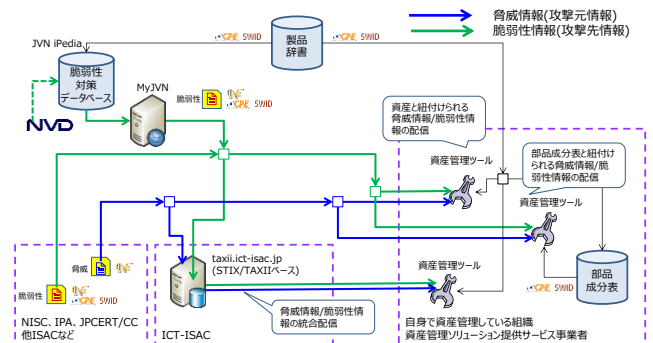 脅威情報(攻撃元情報)
脆弱性情報(攻撃先情報)
CPE SWID
製品
辞書
CPE SWID
JVN iPedia
脆弱性
対策
データベース
MyJVN
脆弱性
CPE SWID
NVD
資産と紐付けられる
脅威情報/脆弱性情
報の配信
資産管理ツール
部品成分表と紐付け
られる脅威情報/脆
弱性情報の配信
資産管理ツール
taxii.ict-isac.jp
(STIX/TAXIIベース)
資産管理ツール
脅威
脆弱性
CPE SWID
脅威情報/脆弱性情
報の統合配信
CPE SWID
部品
成分表
NISC、IPA、JPCERT/CC
他ISACなど
ICT-ISAC
自身で資産管理している組織
資産管理ソリューション提供サービス事業者